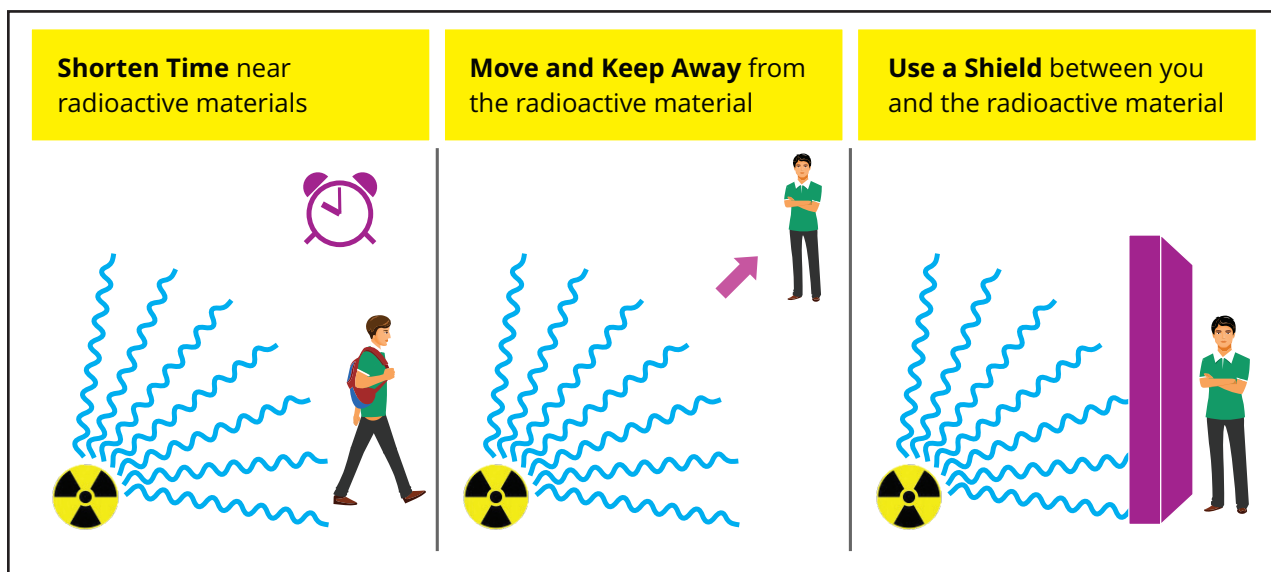 Shorten Time near
radioactive materials
Move and Keep Away from
the radioactive material
Use a Shield between you
and the radioactive material